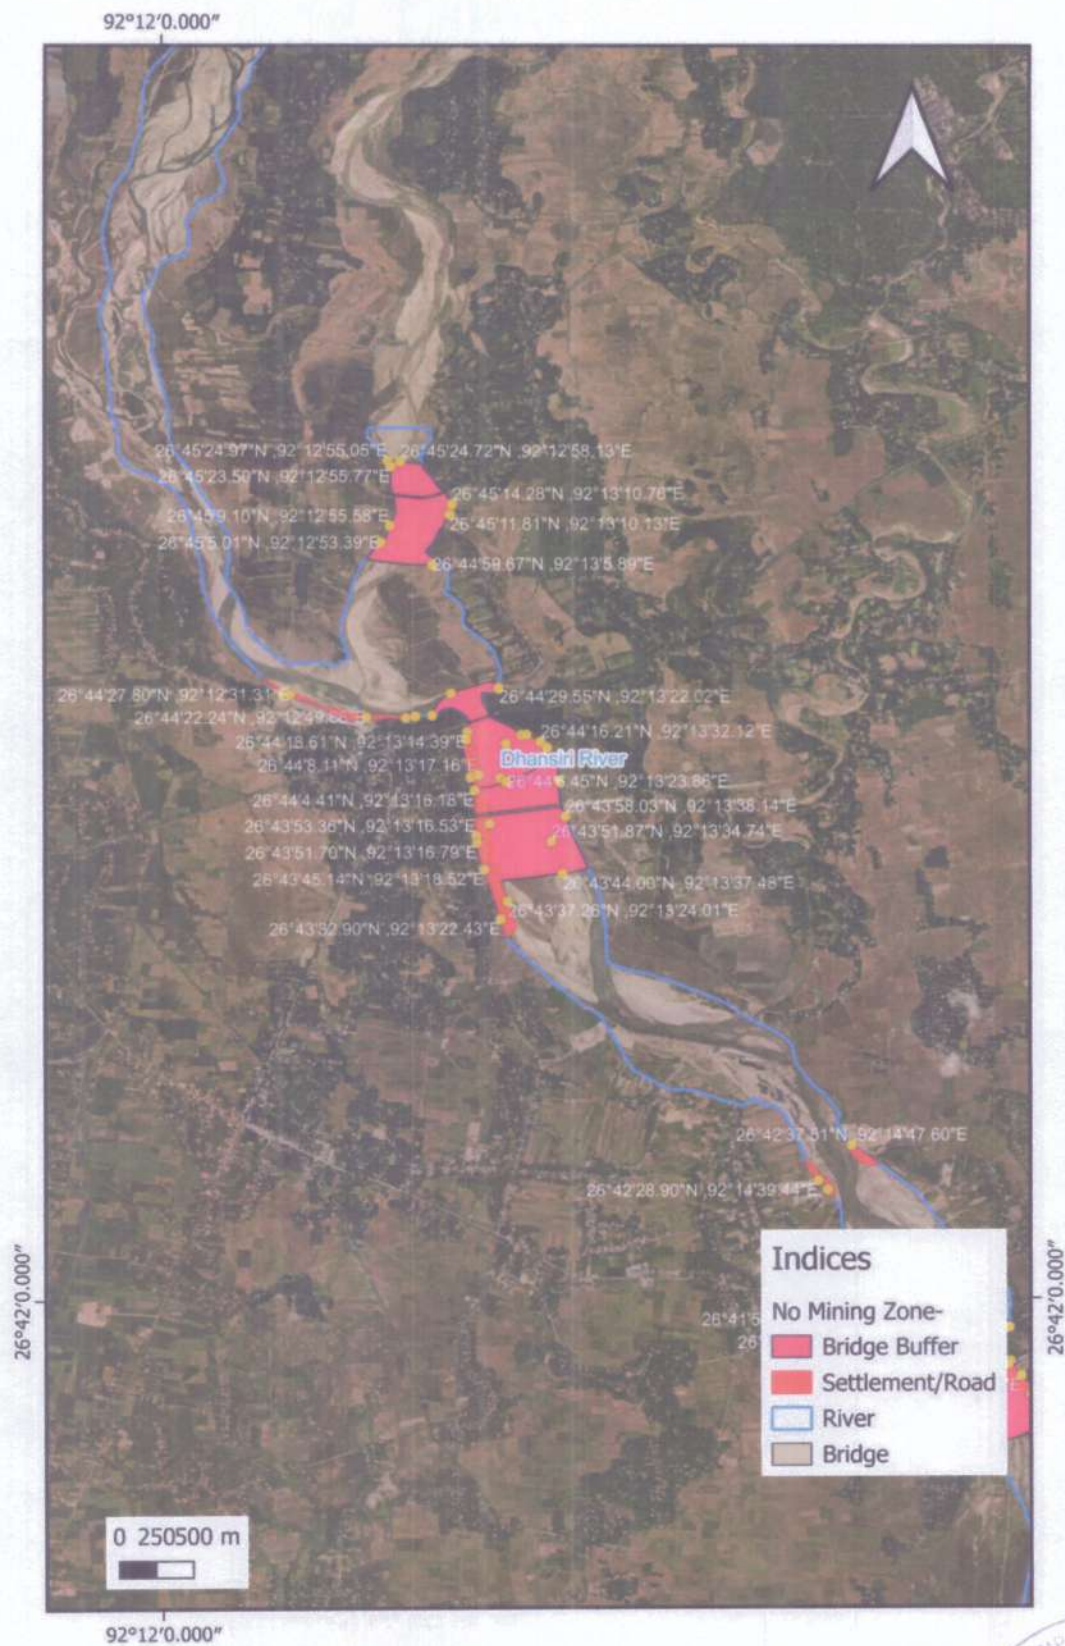 92°12'0.000"
26°45'24.97"N ,92°12'55.05"E
26°45'24.72"N ,92°12'58.13"E
26°45'23.50"N ,92°12'55.77"E
26°45'14.28"N ,92°13'10.76"E
26°45'9.10"N ,92°12'55.58"E
26°45'11.81"N ,92°13'10.13"E
26°45'5.01"N ,92°12'53.39"E
26°44'59.67"N ,92°13'5.89"E
26°44'27.80"N ,92°12'31.31"E
26°44'29.55"N ,92°13'22.02"E
26°44'22.24"N ,92°12'49.88"E
26°44'16.21"N ,92°13'32.12"E
26°44'18.61"N ,92°13'14.39"E
Dhansiri River
26°44'8.11"N ,92°13'17.16"E
26°44'6.45"N ,92°13'23.86"E
26°44'4.41"N ,92°13'16.18"E
26°43'58.03"N ,92°13'38.14"E
26°43'53.36"N ,92°13'16.53"E
26°43'51.87"N ,92°13'34.74"E
26°43'51.70"N ,92°13'16.79"E
26°43'45.14"N ,92°13'18.52"E
26°43'44.00"N ,92°13'37.48"E
26°43'37.26"N ,92°13'24.01"E
26°43'32.90"N ,92°13'22.43"E
26°42'37.51"N ,92°14'47.60"E
26°42'28.90"N ,92°14'39.44"E
26°42'0.000"
26°42'0.000"
26°41'5
26°
Indices
No Mining Zone-
Bridge Buffer
Settlement/Road
River
Bridge
0 250500 m
92°12'0.000"